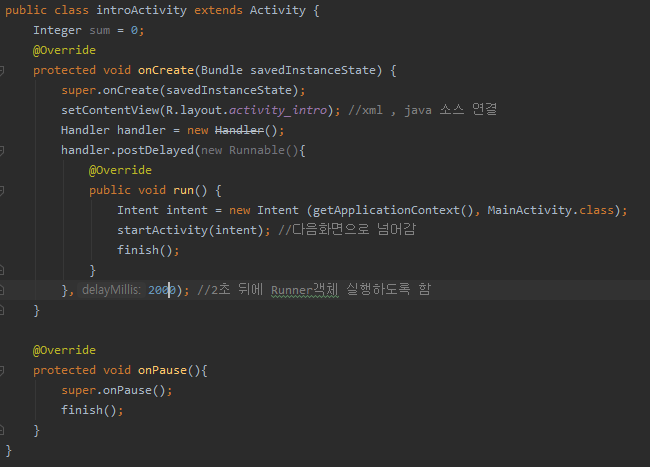 public class introActivity extends Activity {
    Integer sum = 0;
    @Override
    protected void onCreate(Bundle savedInstanceState) {
        super.onCreate(savedInstanceState);
        setContentView(R.layout.activity_intro); //xml , java 소스 연결
        Handler handler = new Handler();
        handler.postDelayed(new Runnable(){
            @Override
            public void run() {
                Intent intent = new Intent (getApplicationContext(), MainActivity.class);
                startActivity(intent); //다음화면으로 넘어감
                finish();
            }
        }, delayMillis: 2000); //2초 뒤에 Runner객체 실행하도록 함
    }

    @Override
    protected void onPause(){
        super.onPause();
        finish();
    }
}